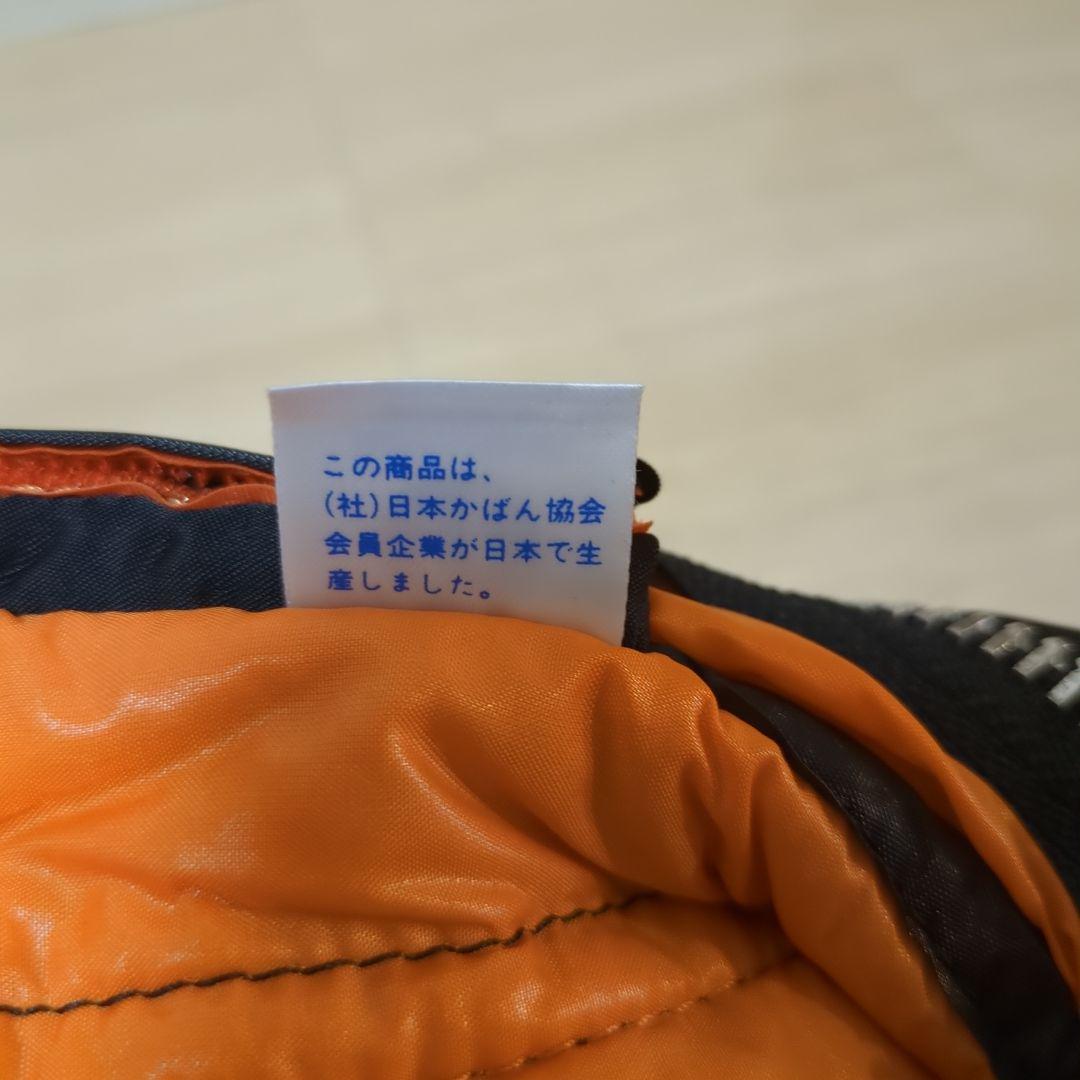 この商品は、
(社)日本かばん協会
会員企業が日本で生
産しました。